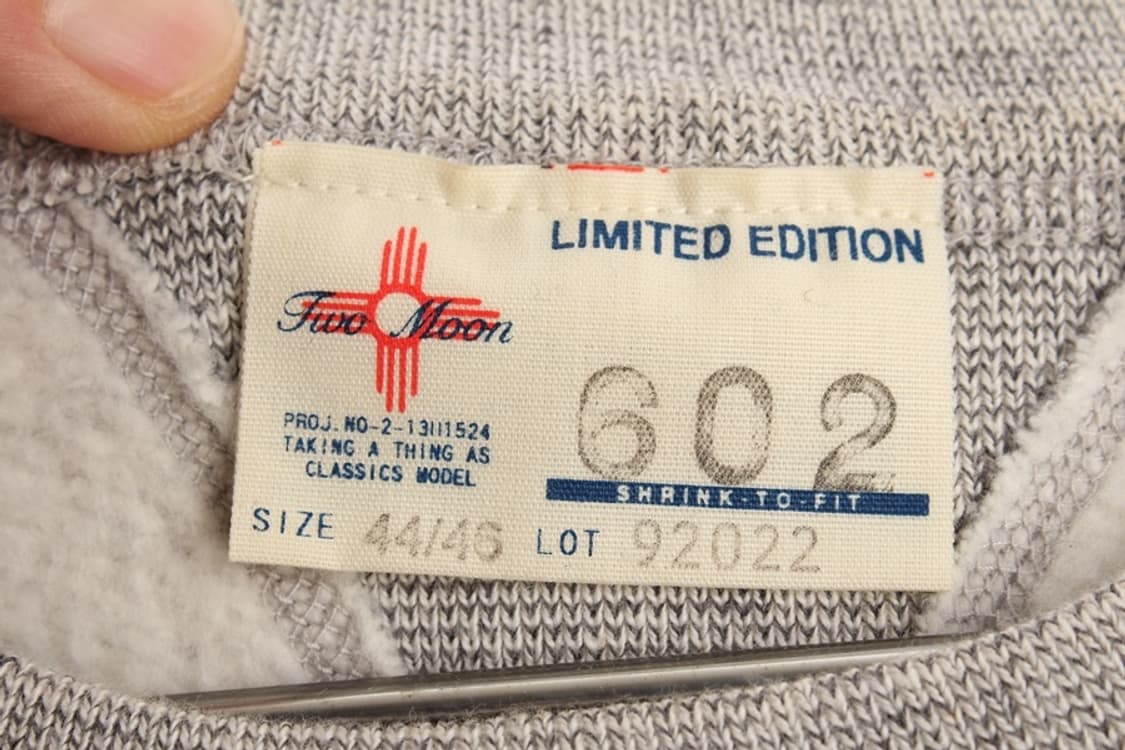 LIMITED EDITION
Two Moon
602
PROJ.NO-2-13111524
TAKING A THING AS
CLASSICS MODEL
SHRINK-TO-FIT
SIZE 44/46 LOT 92022